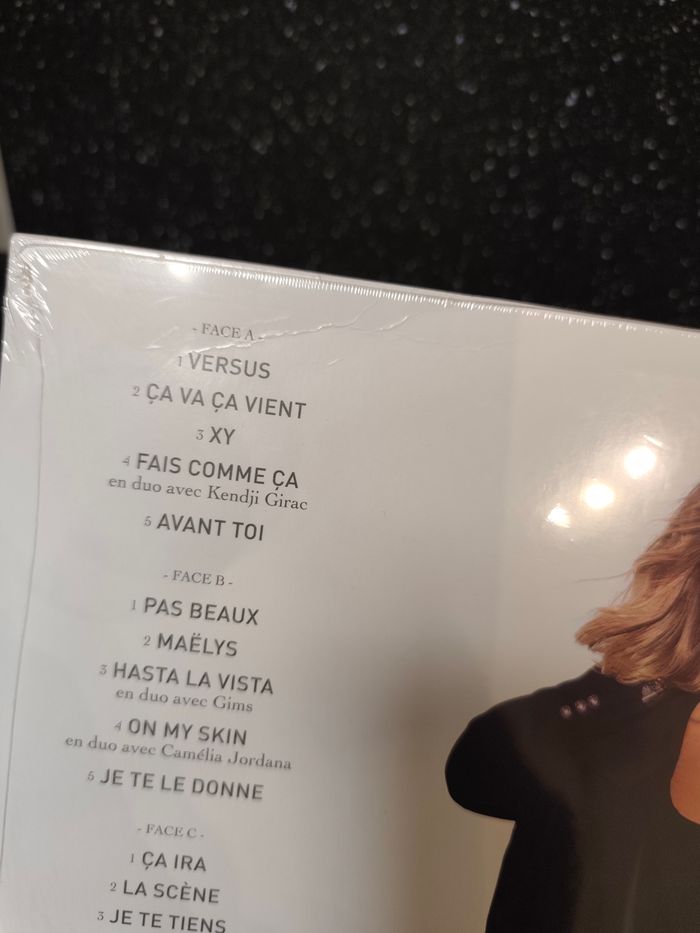 - FACE A -
1 VERSUS
2 ÇA VA ÇA VIENT
3 XY
4 FAIS COMME ÇA
en duo avec Kendji Girac
5 AVANT TOI
- FACE B -
1 PAS BEAUX
2 MAËLYS
3 HASTA LA VISTA
en duo avec Gims
4 ON MY SKIN
en duo avec Camélia Jordana
5 JE TE LE DONNE
- FACE C -
1 ÇA IRA
2 LA SCÈNE
3 JE TE TIENS